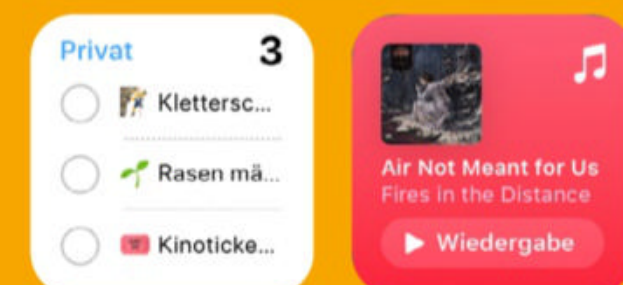 Privat 3
Klettersc...
Rasen mä...
Kinoticke...
Air Not Meant for Us
Fires in the Distance
Wiedergabe